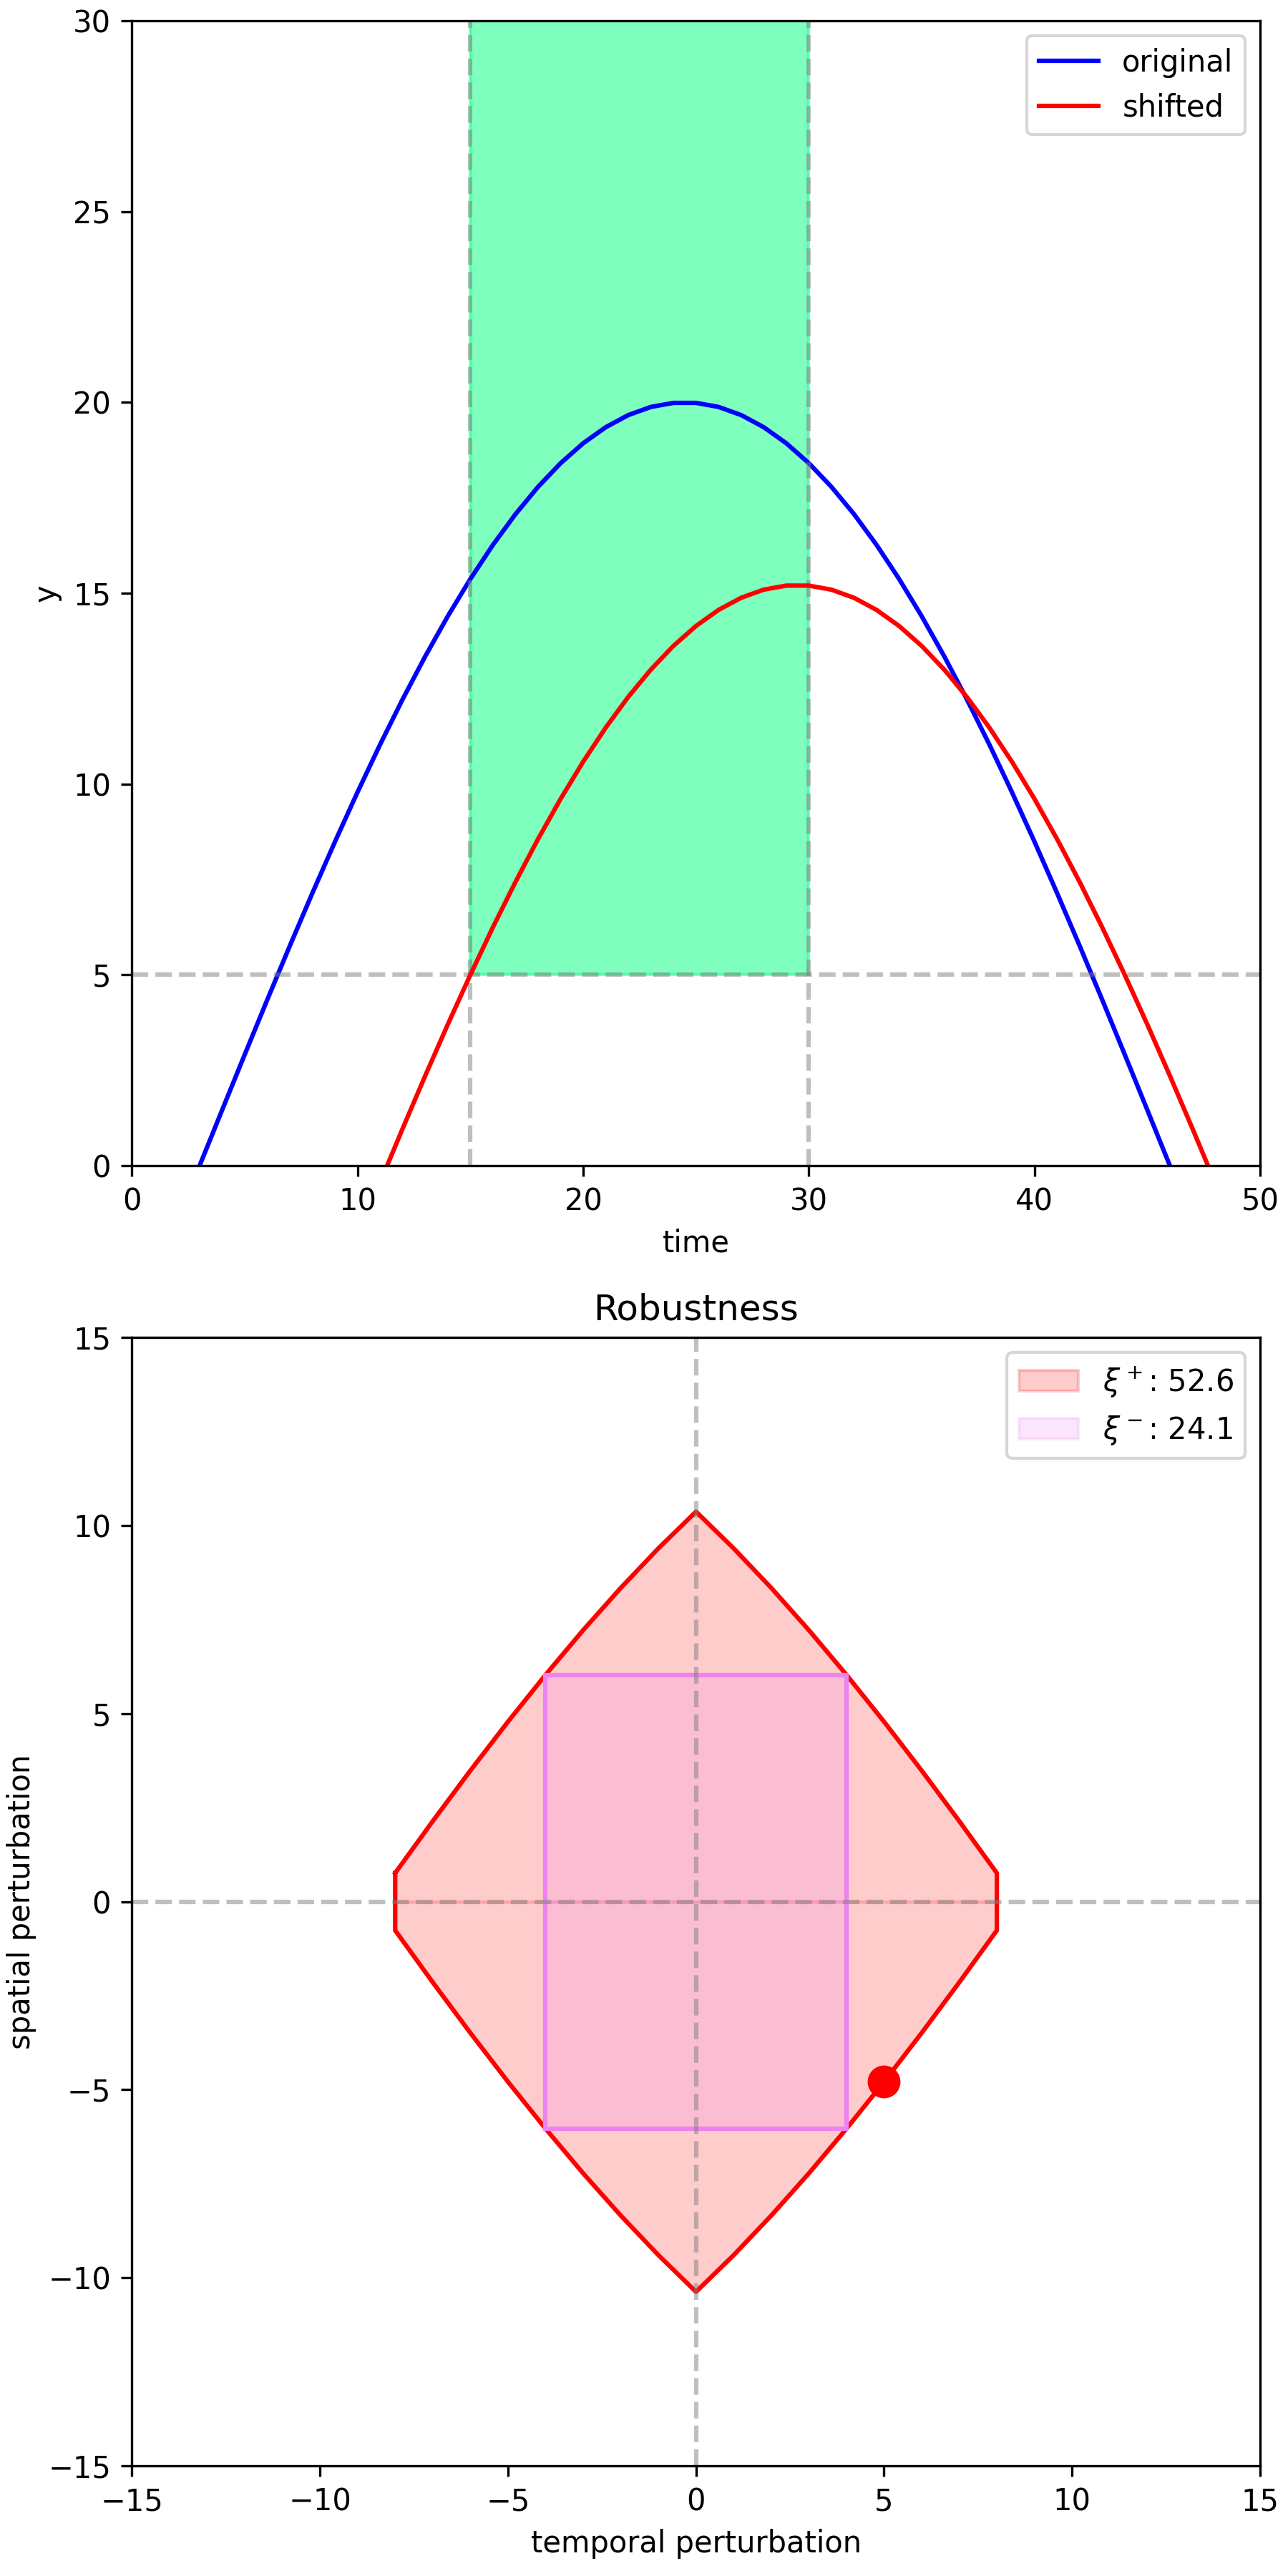 30
25
20
15
10
5
0
y
original
shifted
0 10 20 30 40 50
time
Robustness
15
10
5
0
−5
−10
−15
spatial perturbation
ξ⁺: 52.6
ξ⁻: 24.1
−15 −10 −5 0 5 10 15
temporal perturbation